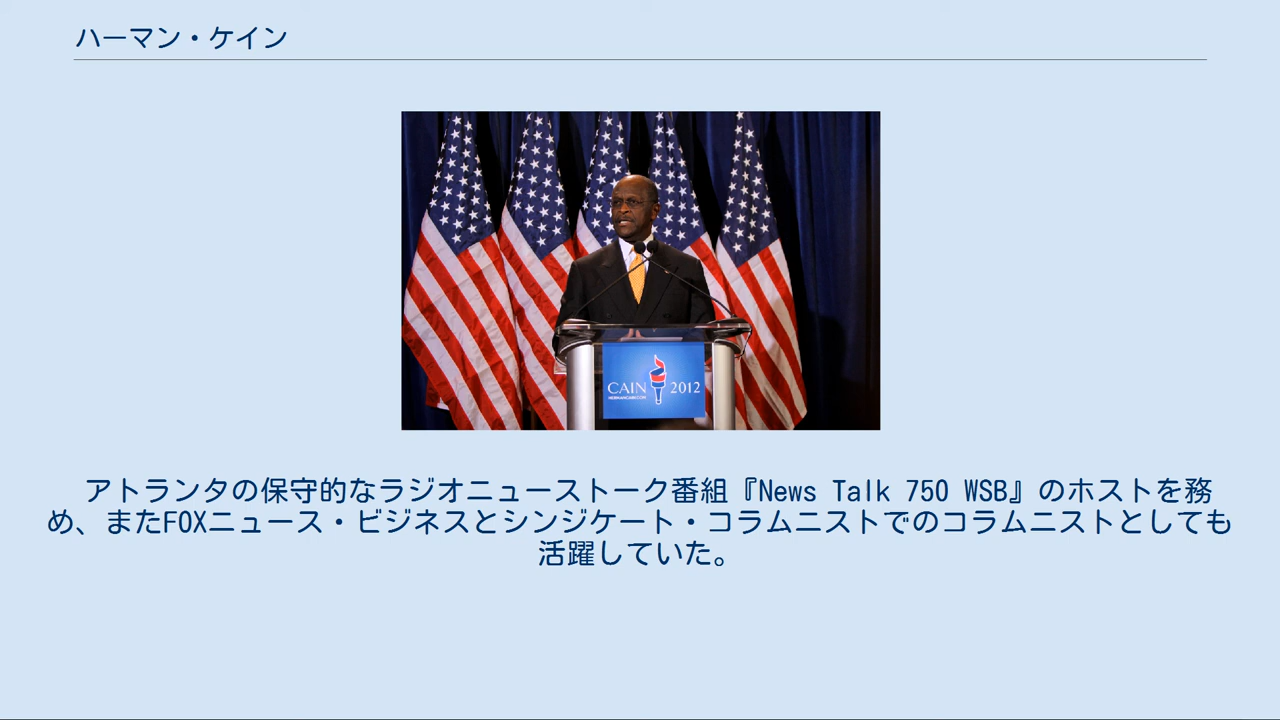 ハーマン・ケイン
CAIN 2012
HERMANCAIN.COM
アトランタの保守的なラジオニューストーク番組『News Talk 750 WSB』のホストを務
め、またFOXニュース・ビジネスとシンジケート・コラムニストでのコラムニストとしても
活躍していた。